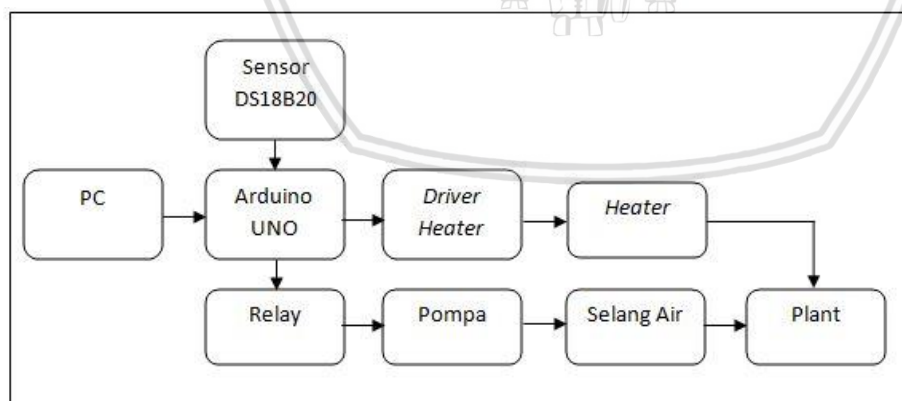 Sensor
DS18B20
PC
Arduino
UNO
Driver
Heater
Heater
Relay
Pompa
Selang Air
Plant